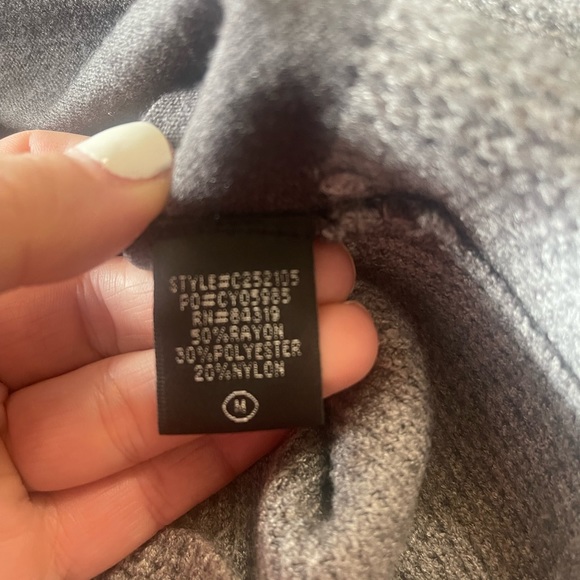 STYLE#C252105
PO#CY05985
RN#84319
50%RAYON
30%POLYESTER
20%NYLON
M